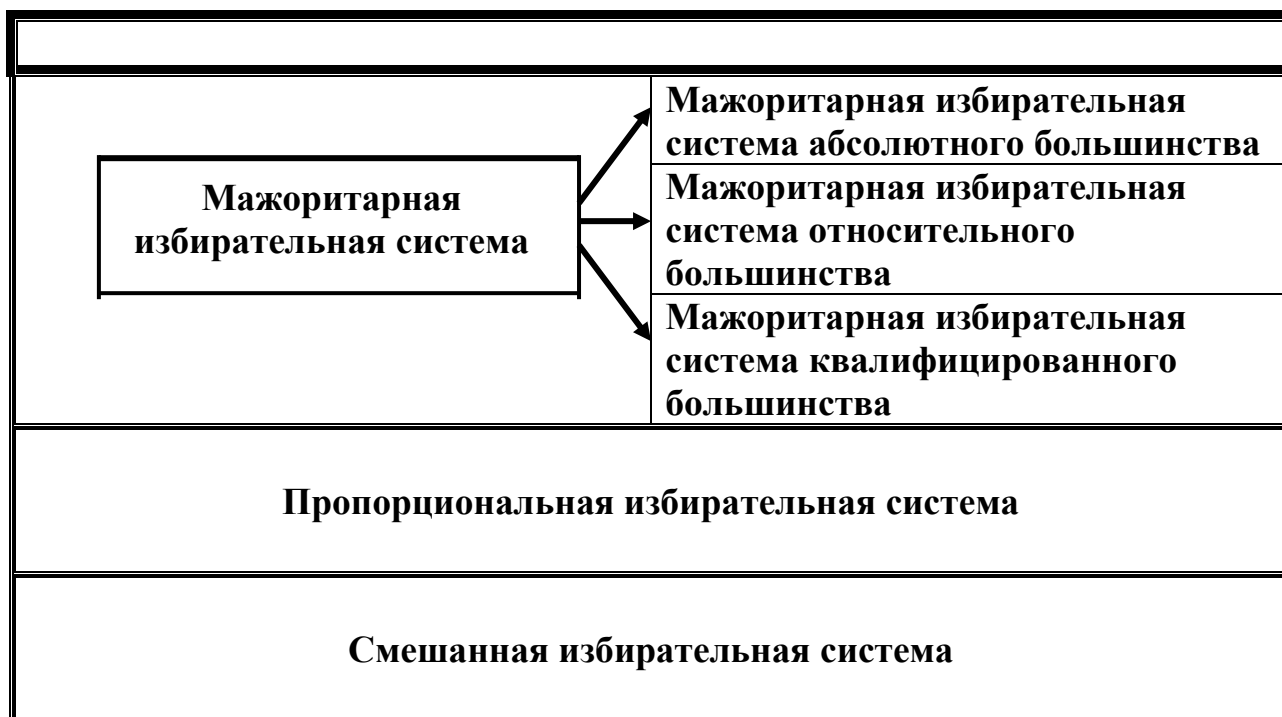 Мажоритарная
избирательная система
Мажоритарная избирательная
система абсолютного большинства
Мажоритарная избирательная
система относительного
большинства
Мажоритарная избирательная
система квалифицированного
большинства
Пропорциональная избирательная система
Смешанная избирательная система